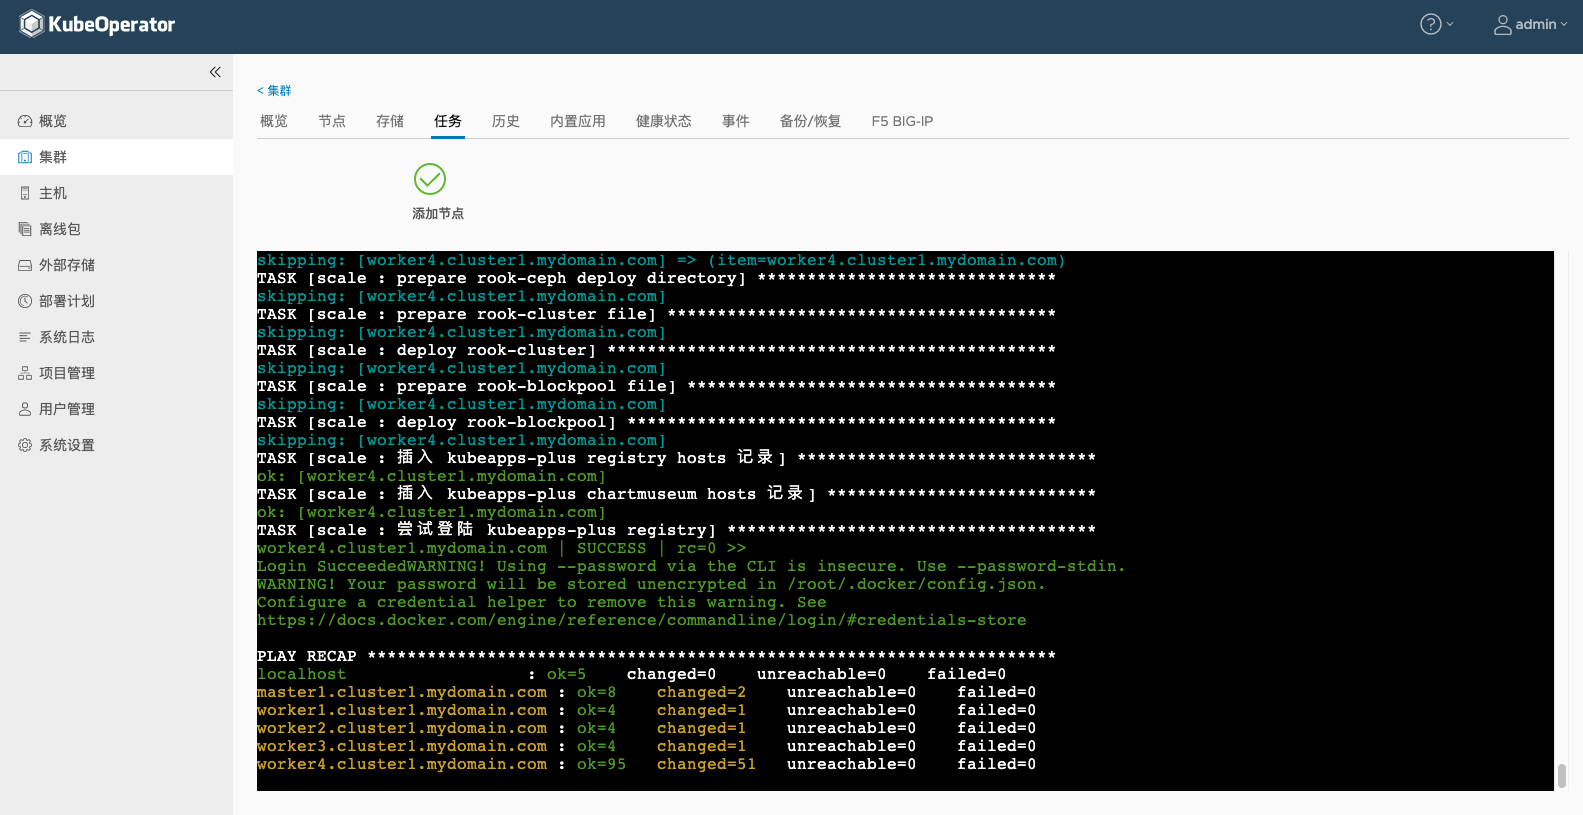 KubeOperator
admin
概览
集群
主机
离线包
外部存储
部署计划
系统日志
项目管理
用户管理
系统设置
< 集群
概览 节点 存储 任务 历史 内置应用 健康状态 事件 备份/恢复 F5 BIG-IP
添加节点
skipping: [worker4.cluster1.mydomain.com] => (item=worker4.cluster1.mydomain.com)
TASK [scale : prepare rook-ceph deploy directory] ******************************
skipping: [worker4.cluster1.mydomain.com]
TASK [scale : prepare rook-cluster file] ***************************************
skipping: [worker4.cluster1.mydomain.com]
TASK [scale : deploy rook-cluster] *********************************************
skipping: [worker4.cluster1.mydomain.com]
TASK [scale : prepare rook-blockpool file] *************************************
skipping: [worker4.cluster1.mydomain.com]
TASK [scale : deploy rook-blockpool] *******************************************
skipping: [worker4.cluster1.mydomain.com]
TASK [scale : 插入 kubeapps-plus registry hosts 记录] ******************************
ok: [worker4.cluster1.mydomain.com]
TASK [scale : 插入 kubeapps-plus chartmuseum hosts 记录] ***************************
ok: [worker4.cluster1.mydomain.com]
TASK [scale : 尝试登陆 kubeapps-plus registry] *************************************
worker4.cluster1.mydomain.com | SUCCESS | rc=0 >>
Login SucceededWARNING! Using --password via the CLI is insecure. Use --password-stdin.
WARNING! Your password will be stored unencrypted in /root/.docker/config.json.
Configure a credential helper to remove this warning. See
https://docs.docker.com/engine/reference/commandline/login/#credentials-store
PLAY RECAP *********************************************************************
localhost : ok=5 changed=0 unreachable=0 failed=0
master1.cluster1.mydomain.com : ok=8 changed=2 unreachable=0 failed=0
worker1.cluster1.mydomain.com : ok=4 changed=1 unreachable=0 failed=0
worker2.cluster1.mydomain.com : ok=4 changed=1 unreachable=0 failed=0
worker3.cluster1.mydomain.com : ok=4 changed=1 unreachable=0 failed=0
worker4.cluster1.mydomain.com : ok=95 changed=51 unreachable=0 failed=0